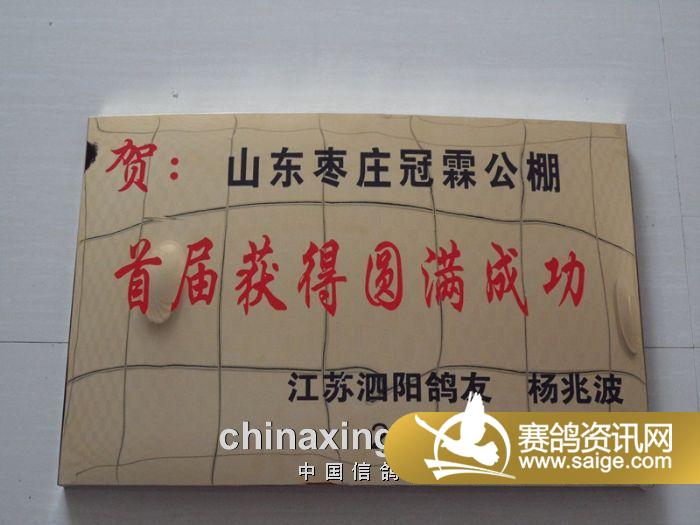 贺：山东枣庄冠霖公棚
首届获得圆满成功
江苏泗阳鸽友 杨兆波
chinaxing
中国信鸽
赛鸽资讯网
www.saige.com